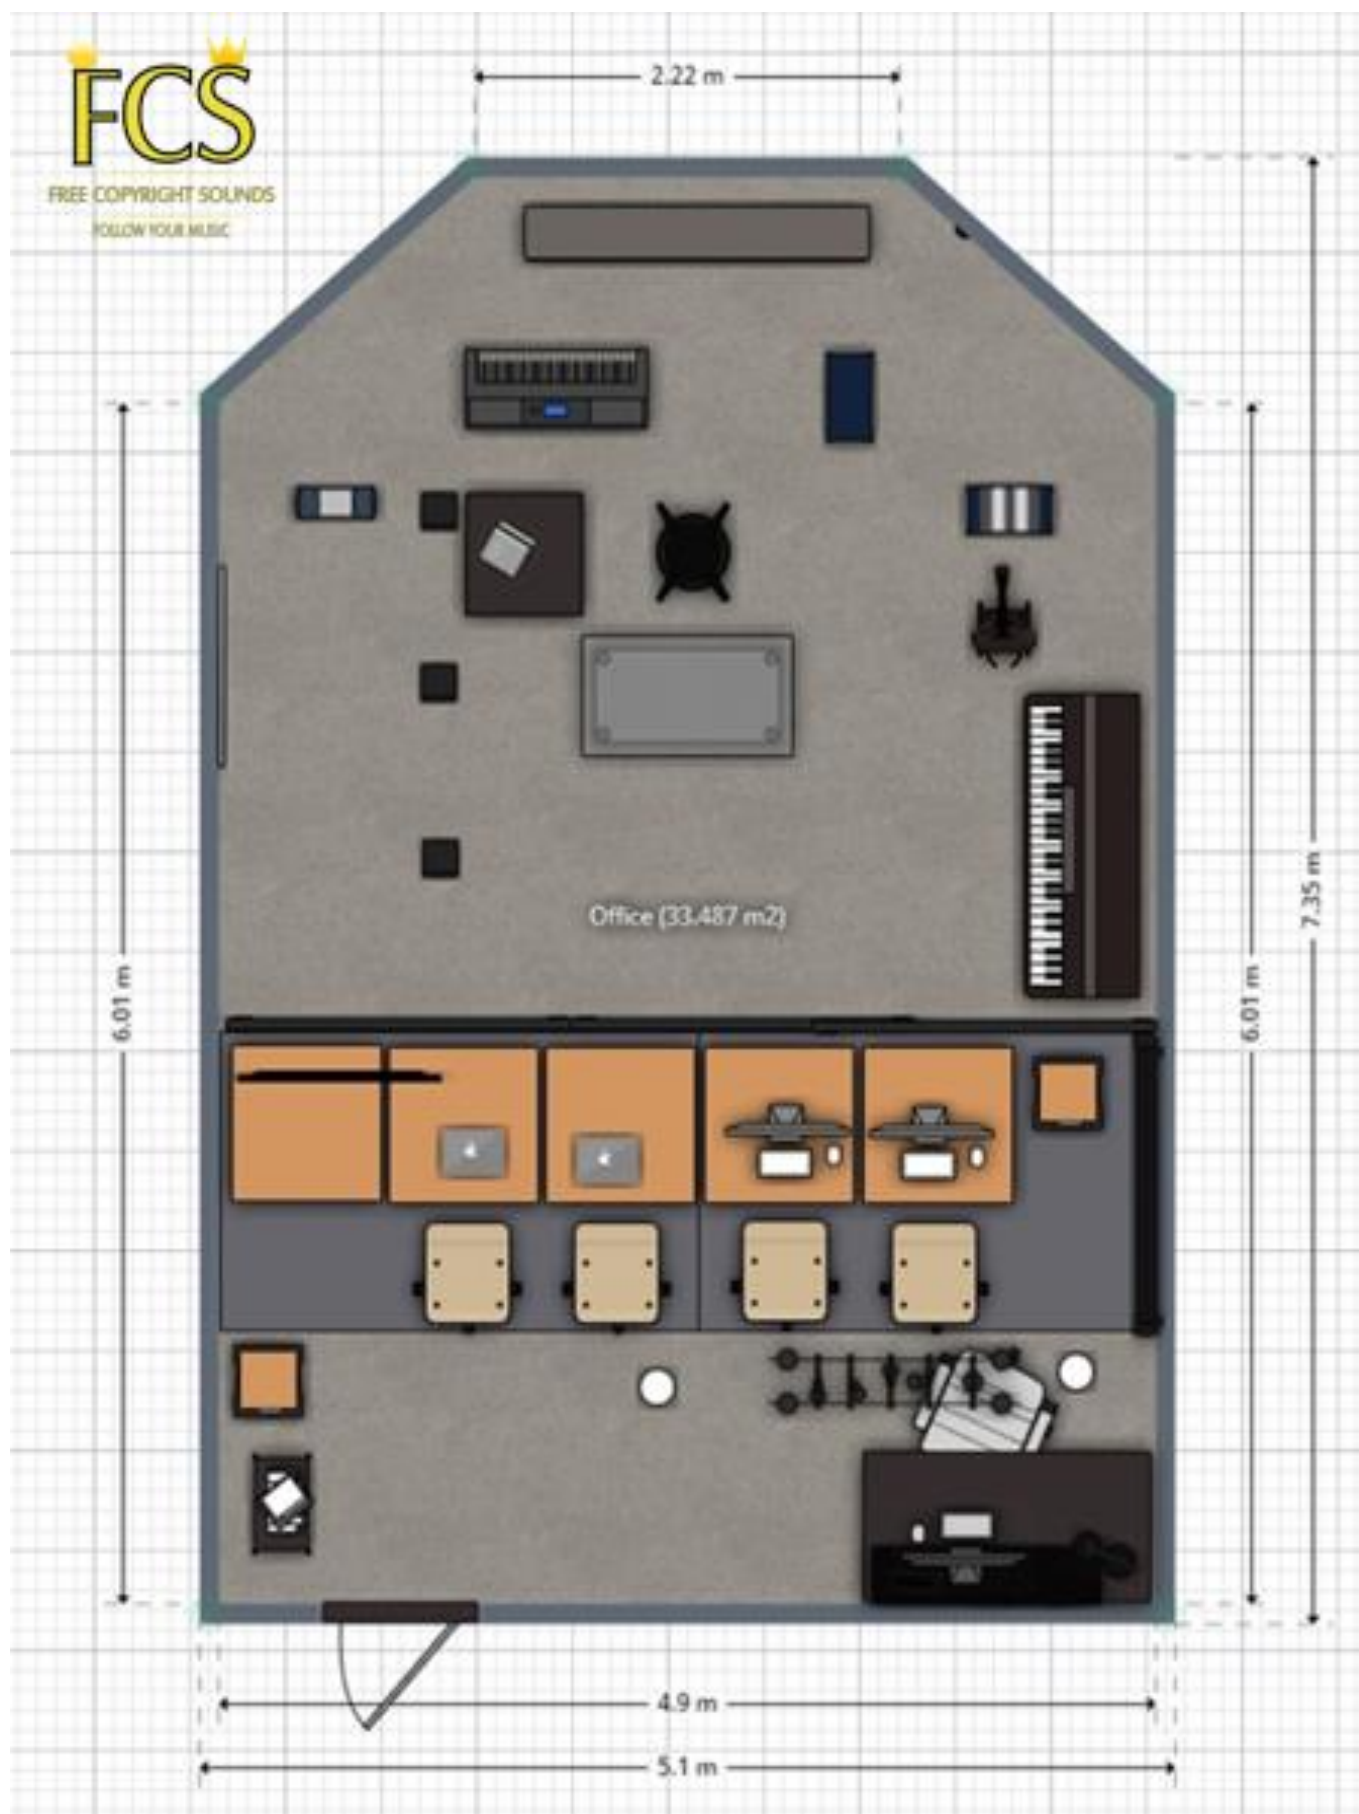 2.22 m
FCS
FREE COPYRIGHT SOUNDS
FOLLOW YOUR MUSIC
Office (33.487 m2)
7.35 m
6.01 m
6.01 m
4.9 m
5.1 m